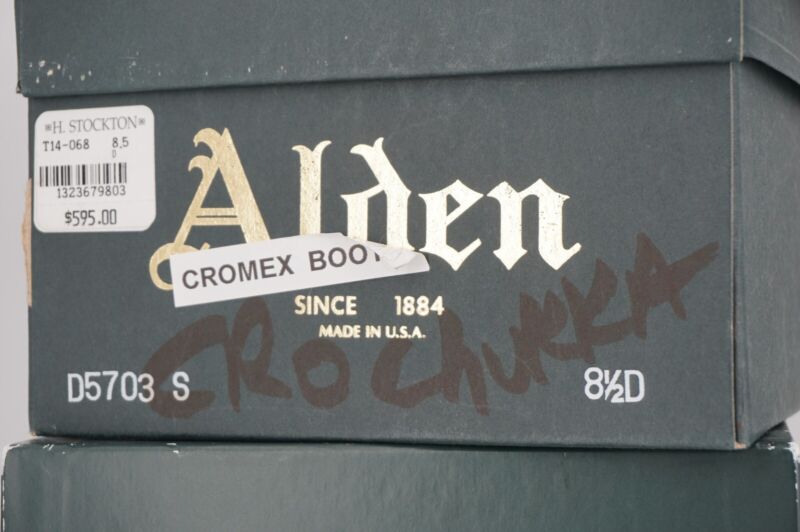 *H. STOCKTON*
T14-068 8.5
D
1323679803
$595.00
Alden
CROMEX BOOT
SINCE 1884
MADE IN U.S.A.
CRO CHUKKA
D5703 S 8½D